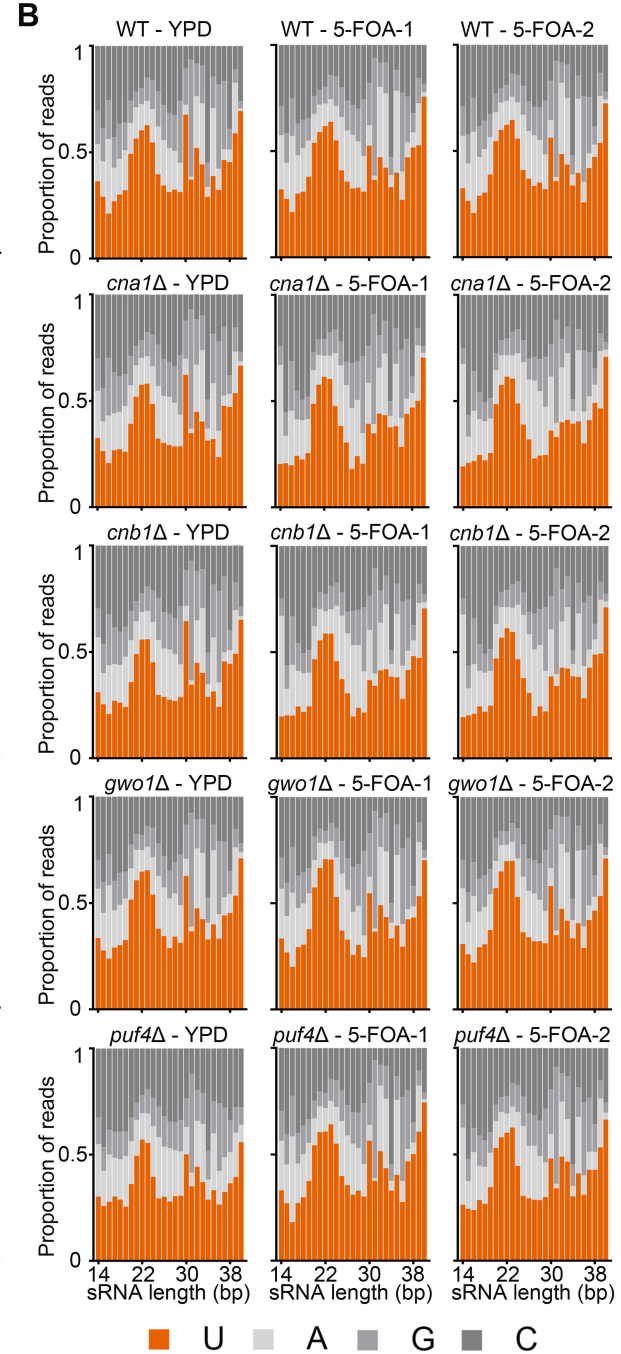 B
WT - YPD WT - 5-FOA-1 WT - 5-FOA-2
Proportion of reads
1
0.5
0
cna1Δ - YPD cna1Δ - 5-FOA-1 cna1Δ - 5-FOA-2
Proportion of reads
1
0.5
0
cnb1Δ - YPD cnb1Δ - 5-FOA-1 cnb1Δ - 5-FOA-2
Proportion of reads
1
0.5
0
gwo1Δ - YPD gwo1Δ - 5-FOA-1 gwo1Δ - 5-FOA-2
Proportion of reads
1
0.5
0
puf4Δ - YPD puf4Δ - 5-FOA-1 puf4Δ - 5-FOA-2
Proportion of reads
1
0.5
0
14 22 30 38 14 22 30 38 14 22 30 38
sRNA length (bp) sRNA length (bp) sRNA length (bp)
U A G C